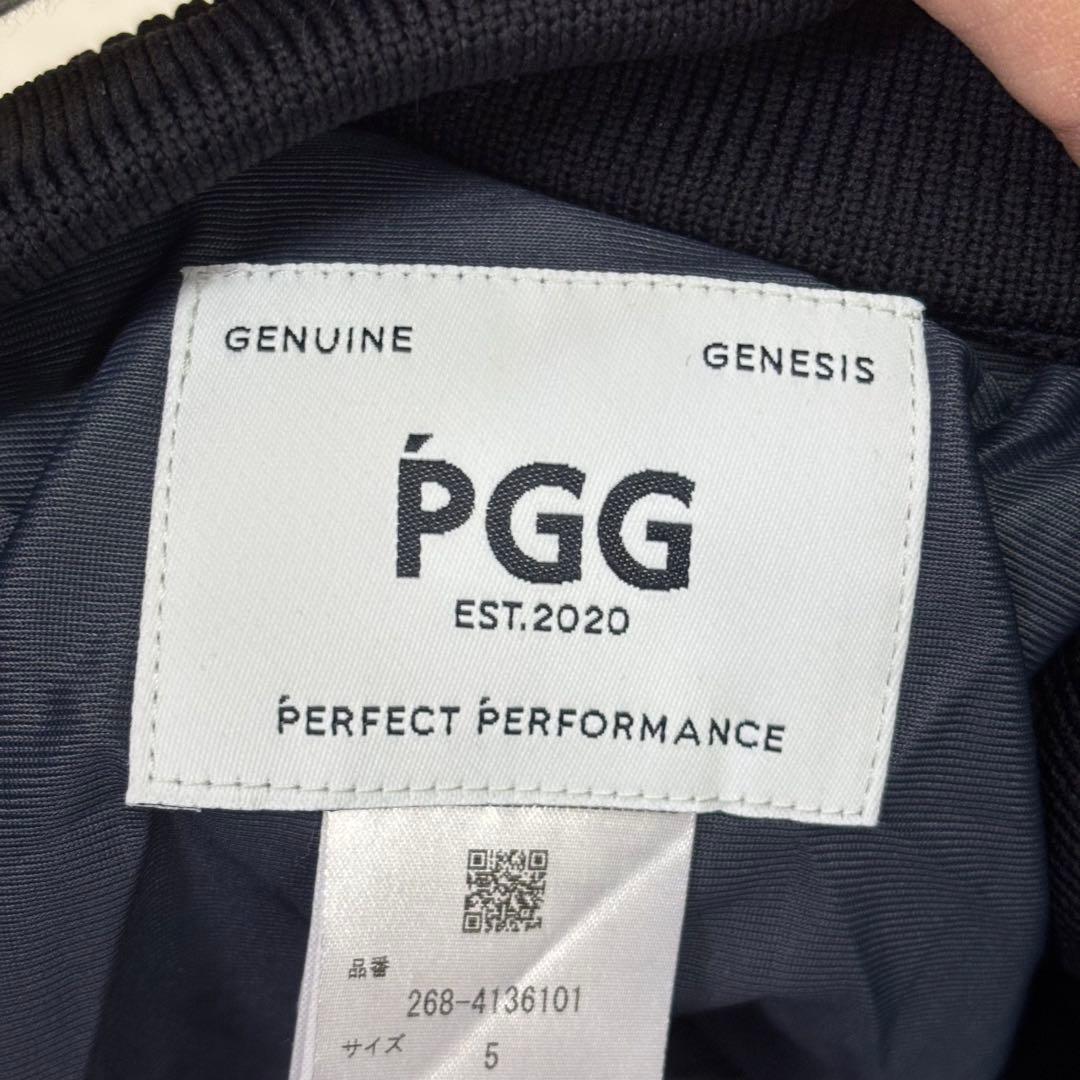 GENUINE
GENESIS
ṔGG
EST.2020
ṔERFECT ṔERFORMANCE
品番
268-4136101
サイズ
5